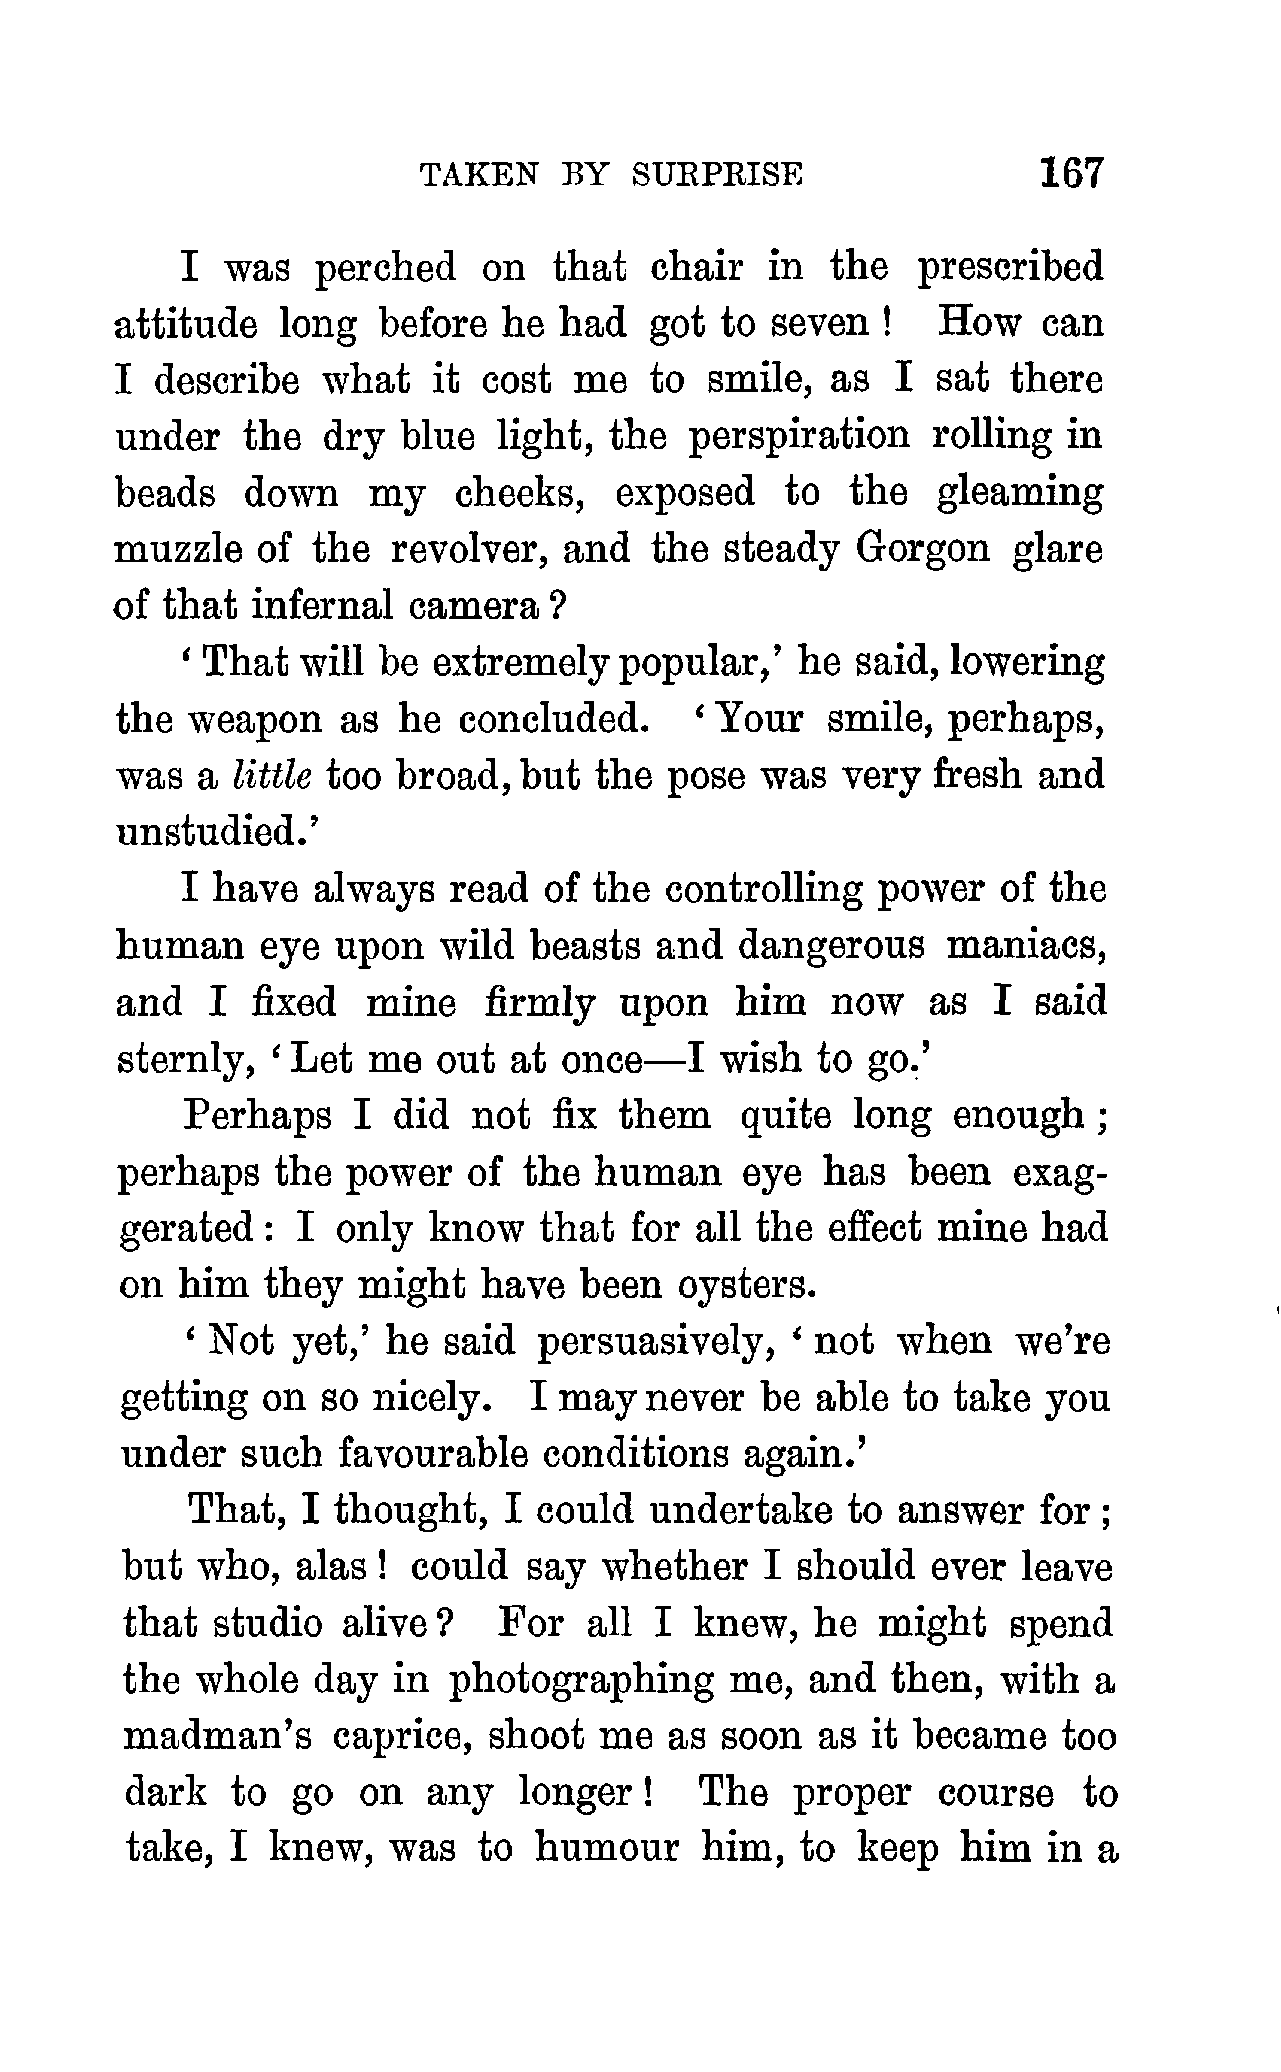 TAKEN BY SURPRISE 167
I was perched on that chair in the prescribed
attitude long before he had got to seven! How can
I describe what it cost me to smile, as I sat there
under the dry blue light, the perspiration rolling in
beads down my cheeks, exposed to the gleaming
muzzle of the revolver, and the steady Gorgon glare
of that infernal camera?
‘That will be extremely popular,’ he said, lowering
the weapon as he concluded. ‘Your smile, perhaps,
was a little too broad, but the pose was very fresh and
unstudied.’
I have always read of the controlling power of the
human eye upon wild beasts and dangerous maniacs,
and I fixed mine firmly upon him now as I said
sternly, ‘Let me out at once—I wish to go.’
Perhaps I did not fix them quite long enough;
perhaps the power of the human eye has been exag-
gerated: I only know that for all the effect mine had
on him they might have been oysters.
‘Not yet,’ he said persuasively, ‘not when we’re
getting on so nicely. I may never be able to take you
under such favourable conditions again.’
That, I thought, I could undertake to answer for;
but who, alas! could say whether I should ever leave
that studio alive? For all I knew, he might spend
the whole day in photographing me, and then, with a
madman’s caprice, shoot me as soon as it became too
dark to go on any longer! The proper course to
take, I knew, was to humour him, to keep him in a